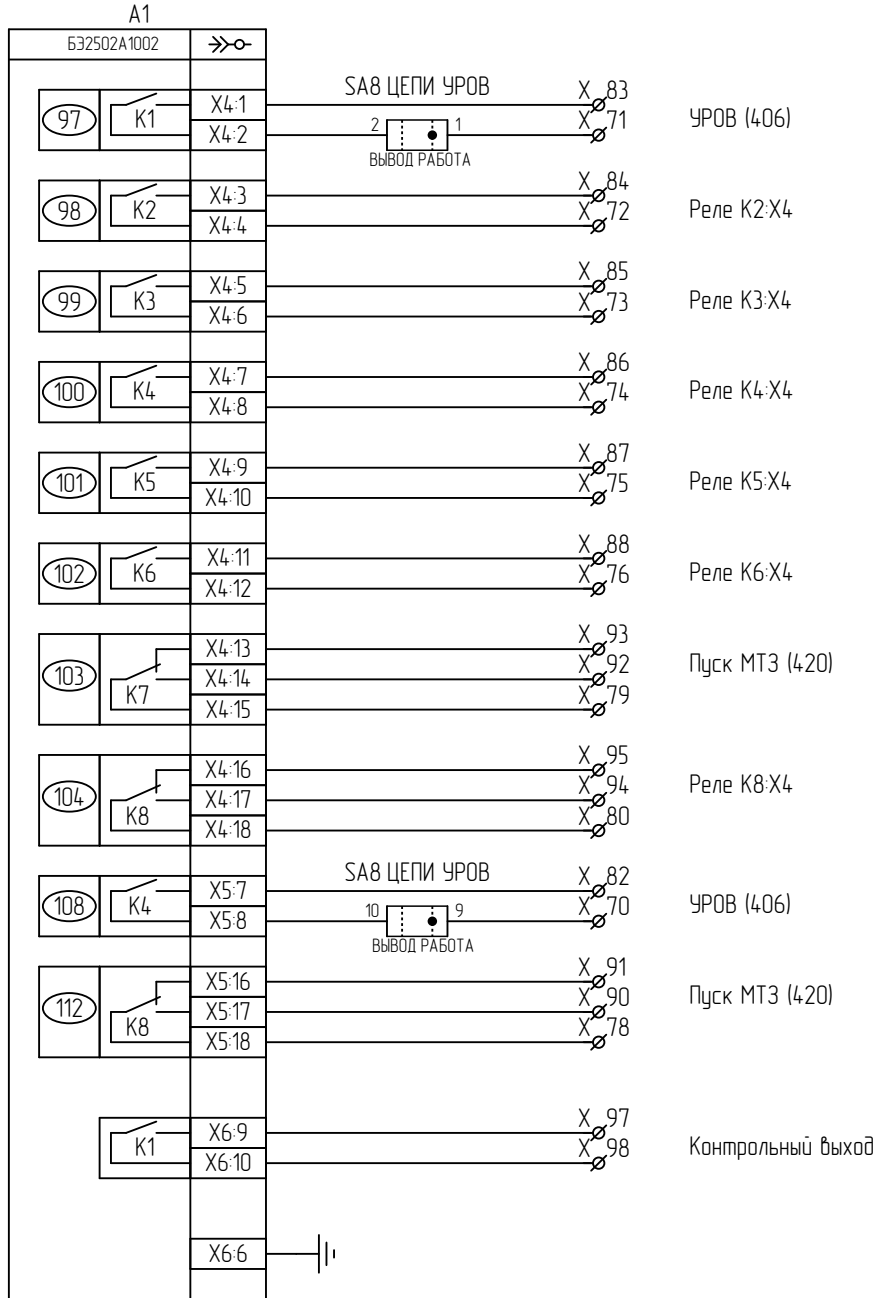 А1
БЭ2502А1002
SA8 ЦЕПИ УРОВ
97 K1 X4:1 X 83
X4:2 2 1 X 71 УРОВ (406)
ВЫВОД РАБОТА
98 K2 X4:3 X 84
X4:4 X 72 Реле K2:X4
99 K3 X4:5 X 85
X4:6 X 73 Реле K3:X4
100 K4 X4:7 X 86
X4:8 X 74 Реле K4:X4
101 K5 X4:9 X 87
X4:10 X 75 Реле K5:X4
102 K6 X4:11 X 88
X4:12 X 76 Реле K6:X4
103 K7 X4:13 X 93
X4:14 X 92 Пуск МТЗ (420)
X4:15 X 79
104 K8 X4:16 X 95
X4:17 X 94 Реле K8:X4
X4:18 X 80
SA8 ЦЕПИ УРОВ
108 K4 X5:7 X 82
X5:8 10 9 X 70 УРОВ (406)
ВЫВОД РАБОТА
112 K8 X5:16 X 91
X5:17 X 90 Пуск МТЗ (420)
X5:18 X 78
K1 X6:9 X 97
X6:10 X 98 Контрольный выход
X6:6